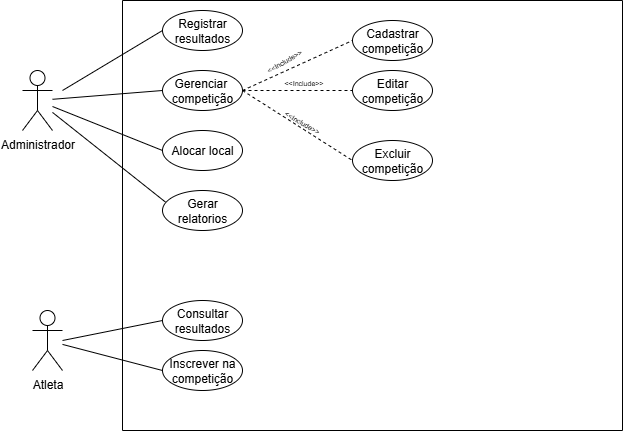 Registrar
resultados
Cadastrar
competição
<<Include>>
Gerenciar
competição
<<Include>>
Editar
competição
<<Include>>
Administrador
Alocar local
Excluir
competição
Gerar
relatorios
Consultar
resultados
Inscrever na
competição
Atleta